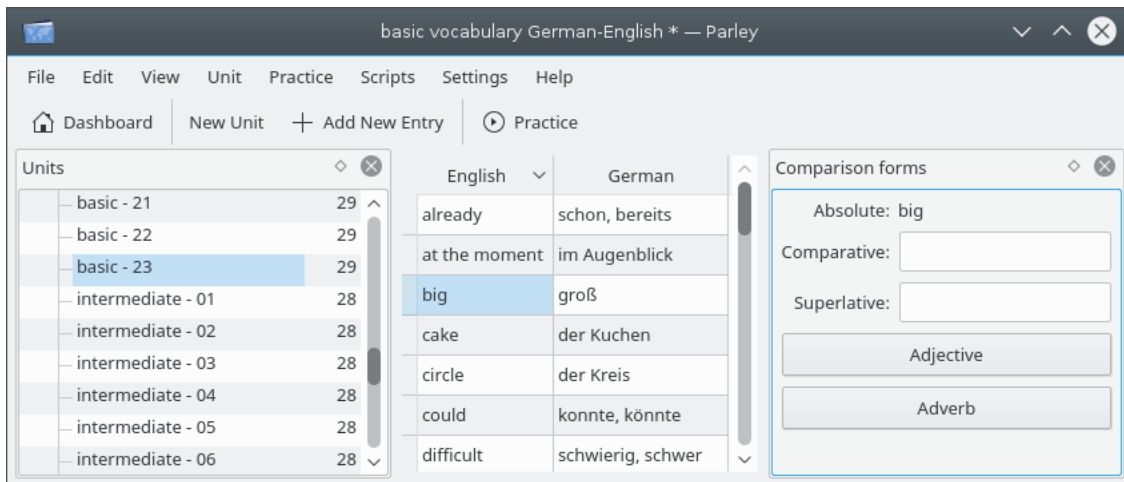 basic vocabulary German-English * — Parley
File Edit View Unit Practice Scripts Settings Help
Dashboard New Unit Add New Entry Practice
Units
basic - 21 29
basic - 22 29
basic - 23 29
intermediate - 01 28
intermediate - 02 28
intermediate - 03 28
intermediate - 04 28
intermediate - 05 28
intermediate - 06 28
English German
already schon, bereits
at the moment im Augenblick
big groß
cake der Kuchen
circle der Kreis
could konnte, könnte
difficult schwierig, schwer
Comparison forms
Absolute: big
Comparative:
Superlative:
Adjective
Adverb